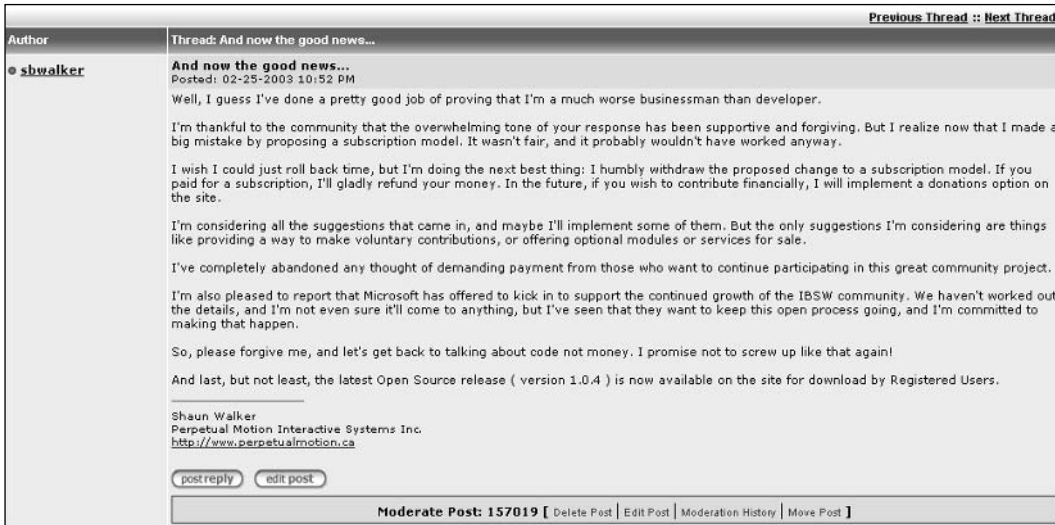 Previous Thread :: Next Thread
Author
Thread: And now the good news...
sbwalker
And now the good news...
Posted: 02-25-2003 10:52 PM
Well, I guess I've done a pretty good job of proving that I'm a much worse businessman than developer.
I'm thankful to the community that the overwhelming tone of your response has been supportive and forgiving. But I realize now that I made a
big mistake by proposing a subscription model. It wasn't fair, and it probably wouldn't have worked anyway.
I wish I could just roll back time, but I'm doing the next best thing: I humbly withdraw the proposed change to a subscription model. If you
paid for a subscription, I'll gladly refund your money. In the future, if you wish to contribute financially, I will implement a donations option on
the site.
I'm considering all the suggestions that came in, and maybe I'll implement some of them. But the only suggestions I'm considering are things
like providing a way to make voluntary contributions, or offering optional modules or services for sale.
I've completely abandoned any thought of demanding payment from those who want to continue participating in this great community project.
I'm also pleased to report that Microsoft has offered to kick in to support the continued growth of the IBSW community. We haven't worked out
the details, and I'm not even sure it'll come to anything, but I've seen that they want to keep this open process going, and I'm committed to
making that happen.
So, please forgive me, and let's get back to talking about code not money. I promise not to screw up like that again!
And last, but not least, the latest Open Source release ( version 1.0.4 ) is now available on the site for download by Registered Users.
Shaun Walker
Perpetual Motion Interactive Systems Inc.
http://www.perpetualmotion.ca
post reply edit post
Moderate Post: 157019 [ Delete Post | Edit Post | Moderation History | Move Post ]